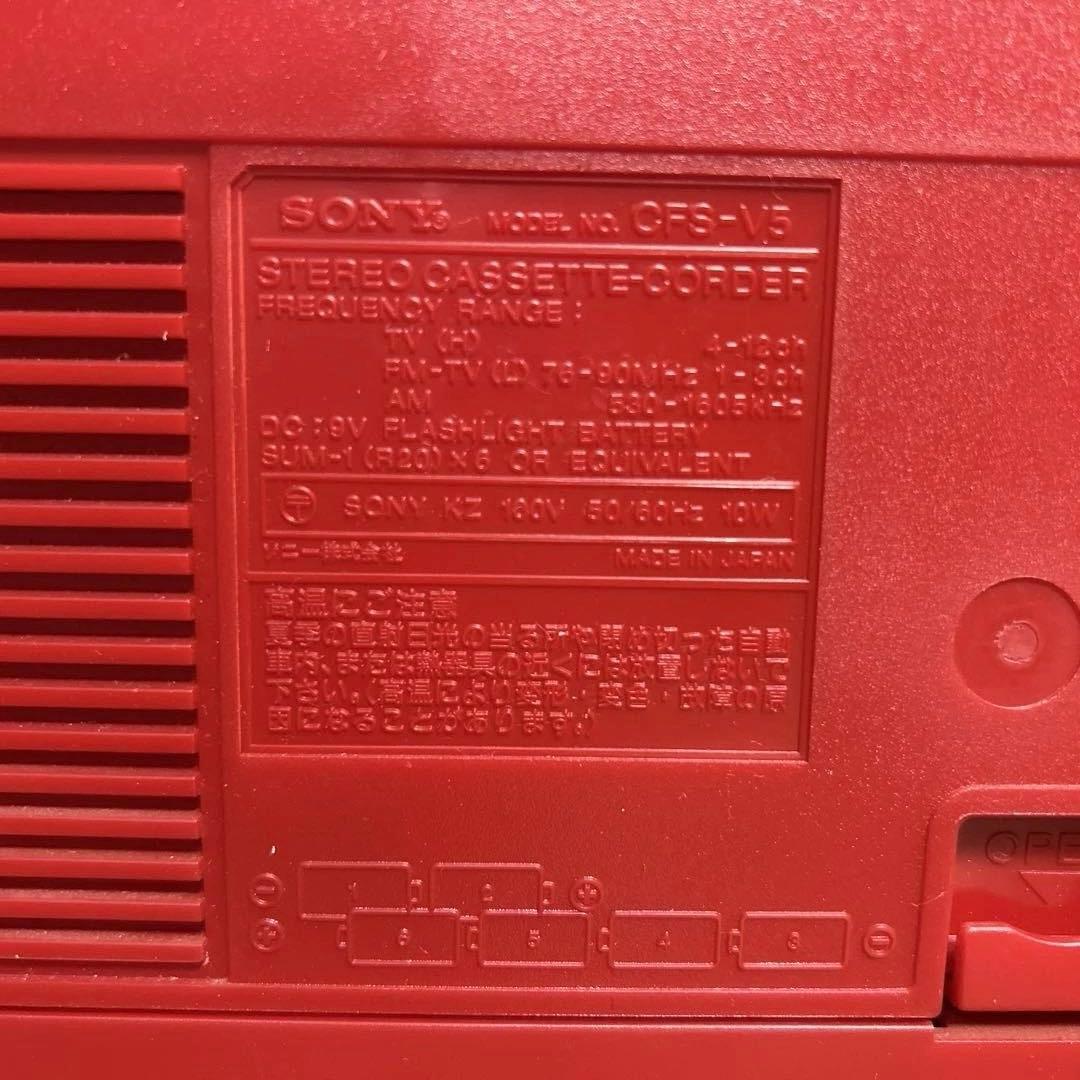 SONY® MODEL NO. CFS-V5
STEREO CASSETTE-CORDER
FREQUENCY RANGE :
TV (H) 4-12ch
FM-TV (L) 76-90MHz 1-3ch
AM 530-1605kHz
DC : 9V FLASHLIGHT BATTERY
SUM-1 (R20) × 6 OR EQUIVALENT
〒 SONY KZ 160V 50/60Hz 10W
ソニー株式会社 MADE IN JAPAN
高温にご注意
夏季の直射日光の当る所や閉め切った自動
車内、または熱器具の近くには放置しないで
下さい。(高温により変形・変色・故障の原
因になることがあります。)
OPE
⊖ 1 2 ⊕
⊕ 6 5 4 3 ⊖